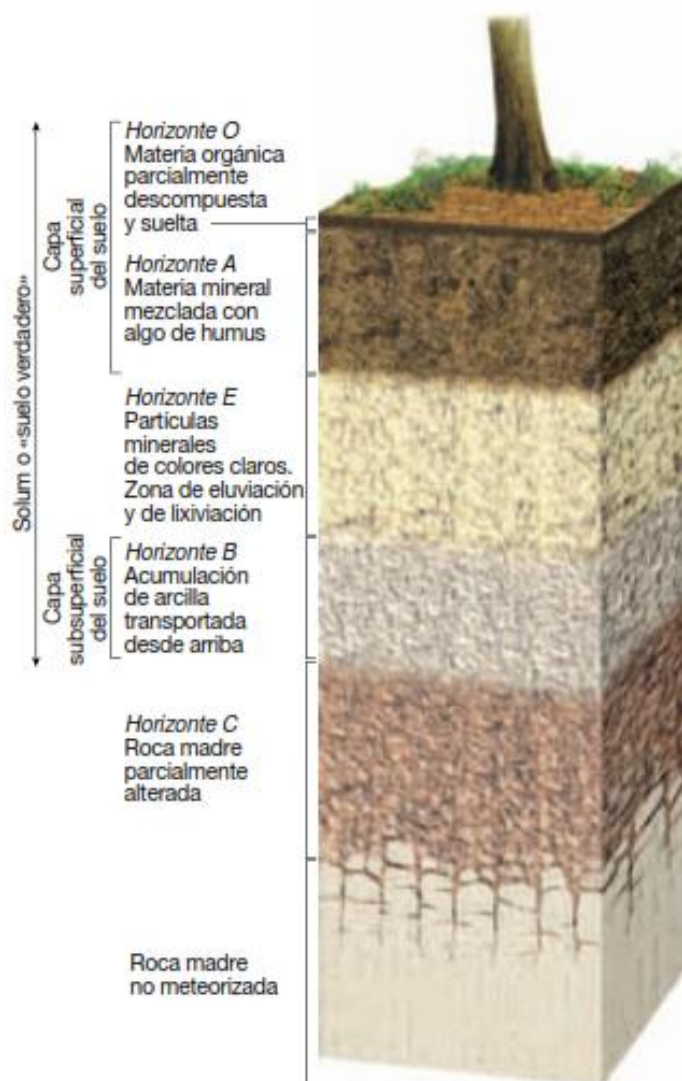 Solum o «suelo verdadero»
Capa
superficial
del suelo
Horizonte O
Materia orgánica
parcialmente
descompuesta
y suelta
Horizonte A
Materia mineral
mezclada con
algo de humus
Horizonte E
Partículas
minerales
de colores claros.
Zona de eluviación
y de lixiviación
Capa
subsuperficial
del suelo
Horizonte B
Acumulación
de arcilla
transportada
desde arriba
Horizonte C
Roca madre
parcialmente
alterada
Roca madre
no meteorizada